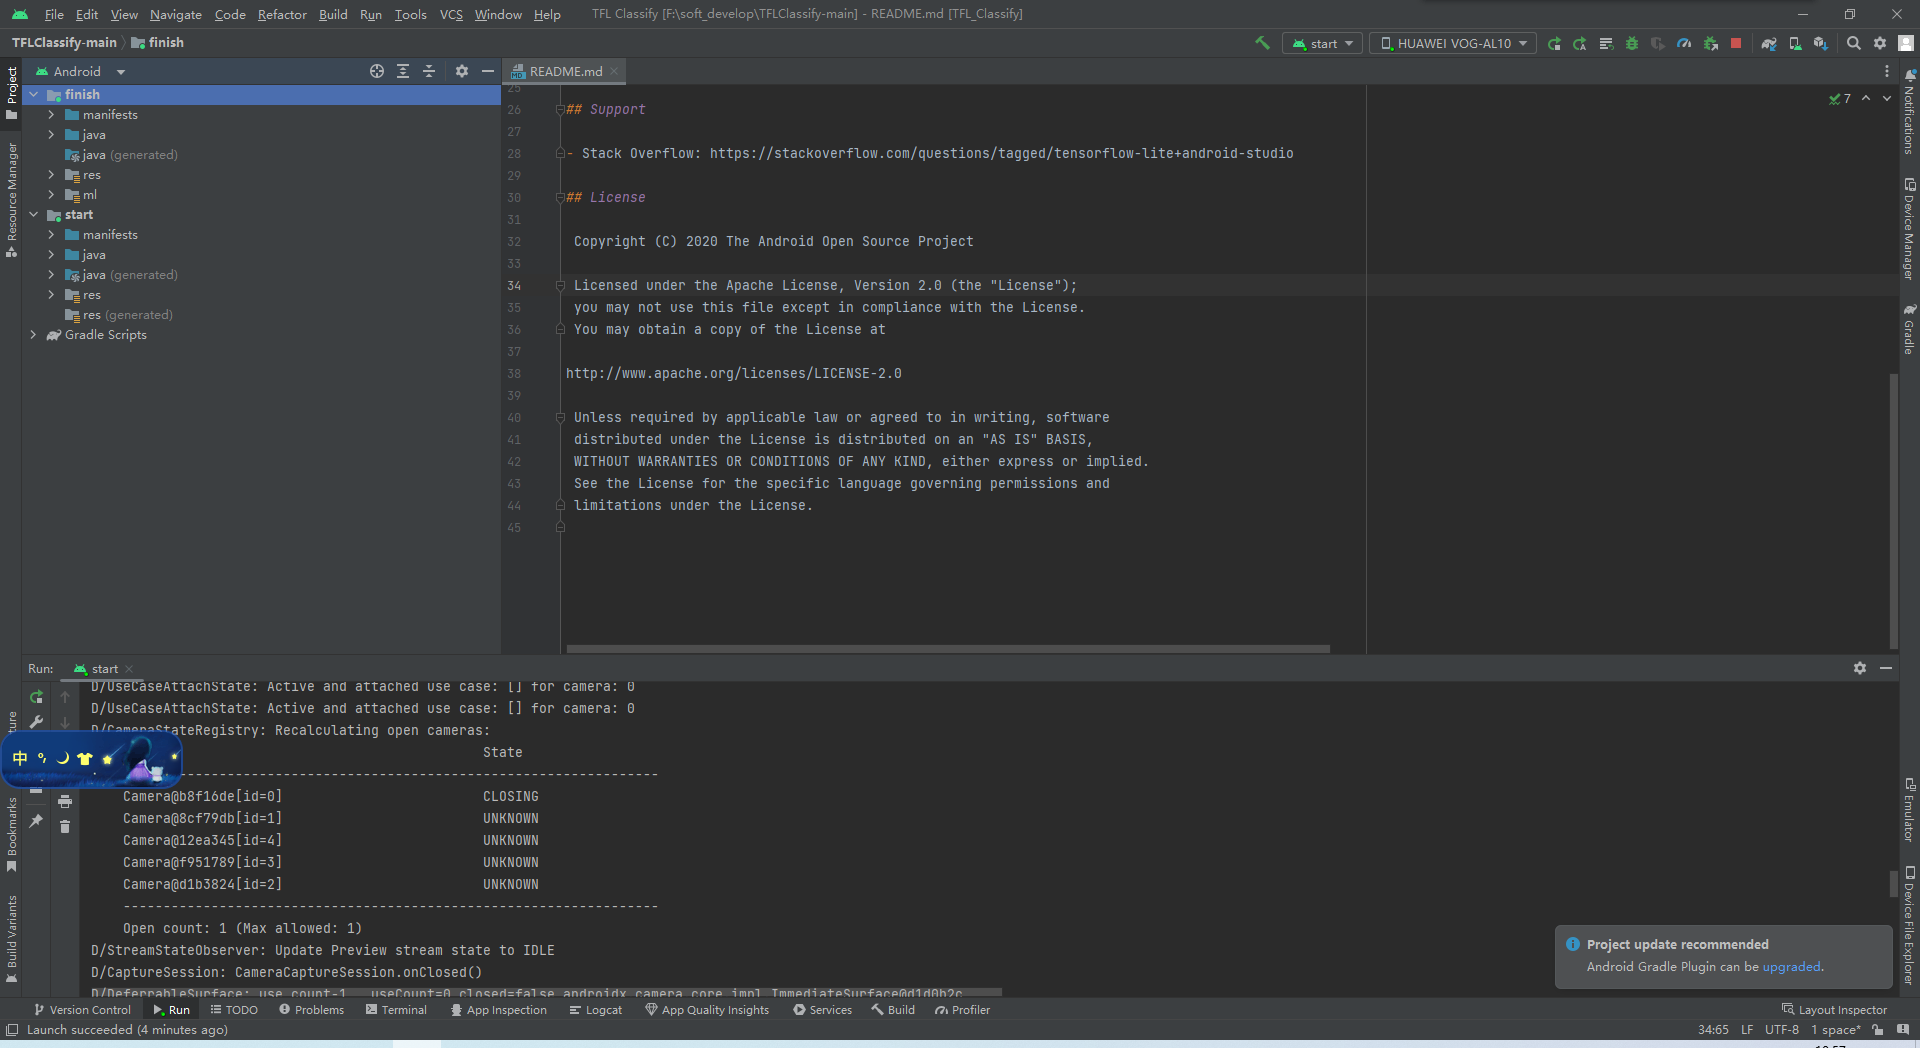 File Edit View Navigate Code Refactor Build Run Tools VCS Window Help TFL Classify [F:\soft_develop\TFLClassify-main] - README.md [TFL_Classify]
TFLClassify-main finish start HUAWEI VOG-AL10
Project
Resource Manager
Android
finish
manifests
java
java (generated)
res
ml
start
manifests
java
java (generated)
res
res (generated)
Gradle Scripts
README.md
7
25
26 ## Support
27
28 - Stack Overflow: https://stackoverflow.com/questions/tagged/tensorflow-lite+android-studio
29
30 ## License
31
32 Copyright (C) 2020 The Android Open Source Project
33
34 Licensed under the Apache License, Version 2.0 (the "License");
35 you may not use this file except in compliance with the License.
36 You may obtain a copy of the License at
37
38 http://www.apache.org/licenses/LICENSE-2.0
39
40 Unless required by applicable law or agreed to in writing, software
41 distributed under the License is distributed on an "AS IS" BASIS,
42 WITHOUT WARRANTIES OR CONDITIONS OF ANY KIND, either express or implied.
43 See the License for the specific language governing permissions and
44 limitations under the License.
45
Notifications
Device Manager
Gradle
Emulator
Device File Explorer
Run: start
D/UseCaseAttachState: Active and attached use case: [] for camera: 0
D/UseCaseAttachState: Active and attached use case: [] for camera: 0
D/CameraStateRegistry: Recalculating open cameras:
State
-------------------------------------------------------------------
Camera@b8f16de[id=0] CLOSING
Camera@8cf79db[id=1] UNKNOWN
Camera@12ea345[id=4] UNKNOWN
Camera@f951789[id=3] UNKNOWN
Camera@d1b3824[id=2] UNKNOWN
-------------------------------------------------------------------
Open count: 1 (Max allowed: 1)
D/StreamStateObserver: Update Preview stream state to IDLE
D/CaptureSession: CameraCaptureSession.onClosed()
D/DeferrableSurface: use count-1, useCount=0 closed=false androidx.camera.core.impl.ImmediateSurface@d1d0b2c
中
Bookmarks
Build Variants
Project update recommended
Android Gradle Plugin can be upgraded.
Version Control Run TODO Problems Terminal App Inspection Logcat App Quality Insights Services Build Profiler Layout Inspector
Launch succeeded (4 minutes ago) 34:65 LF UTF-8 1 space*